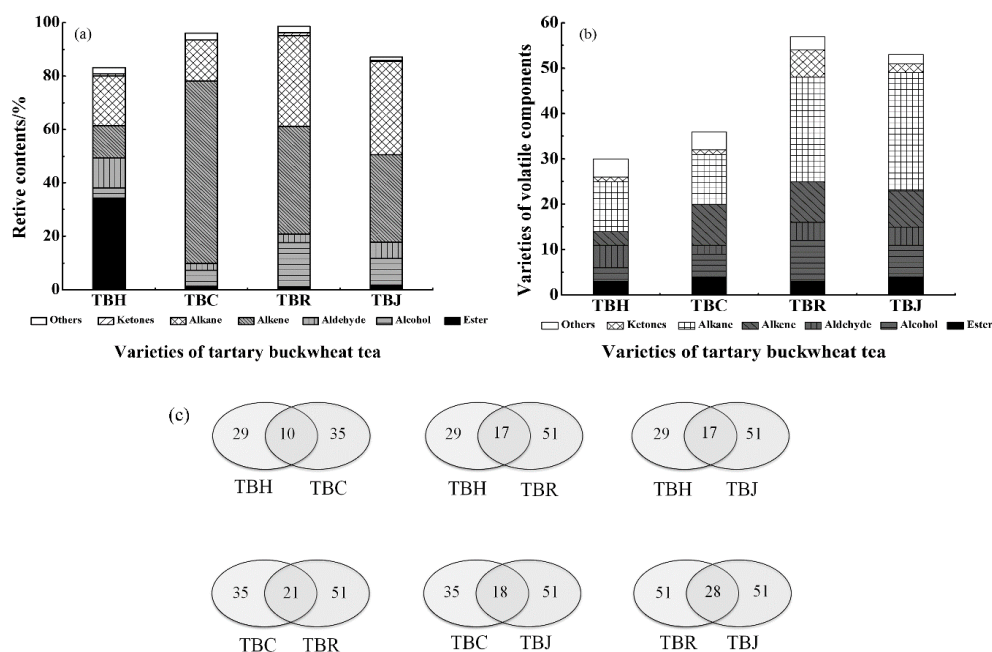 (a)
Retive contents/%
100
80
60
40
20
0
TBH TBC TBR TBJ
Others Ketones Alkane Alkene Aldehyde Alcohol Ester
Varieties of tartary buckwheat tea
(b)
Varieties of volatile components
60
50
40
30
20
10
0
TBH TBC TBR TBJ
Others Ketones Alkane Alkene Aldehyde Alcohol Ester
Varieties of tartary buckwheat tea
(c)
29 10 35
TBH TBC
29 17 51
TBH TBR
29 17 51
TBH TBJ
35 21 51
TBC TBR
35 18 51
TBC TBJ
51 28 51
TBR TBJ